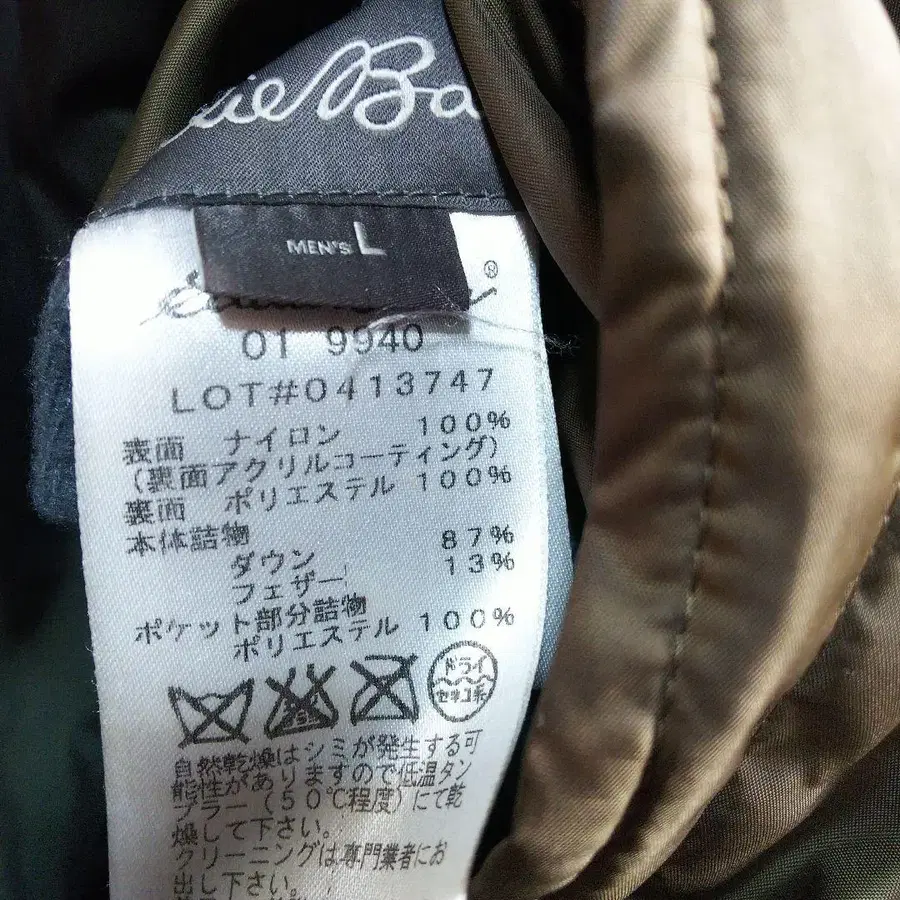 die Ba
MEN'S L
®
01 9940
LOT#0413747
表面 ナイロン 100%
(裏面アクリルコーティング)
裏面 ポリエステル 100%
本体詰物
ダウン 87%
フェザー 13%
ポケット部分詰物
ポリエステル 100%
ドライ
セッコ系
自然乾燥はシミが発生する可
能性がありますので低温タン
ブラー(50℃程度)にて乾
燥して下さい。
クリーニングは専門業者にお
出し下さい。